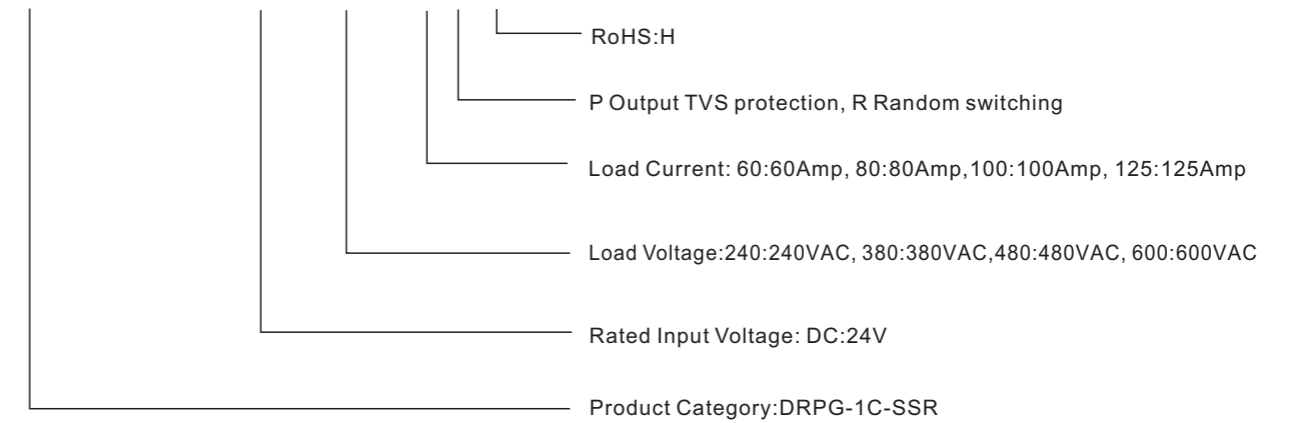 RoHS:H
P Output TVS protection, R Random switching
Load Current: 60:60Amp, 80:80Amp,100:100Amp, 125:125Amp
Load Voltage:240:240VAC, 380:380VAC,480:480VAC, 600:600VAC
Rated Input Voltage: DC:24V
Product Category:DRPG-1C-SSR